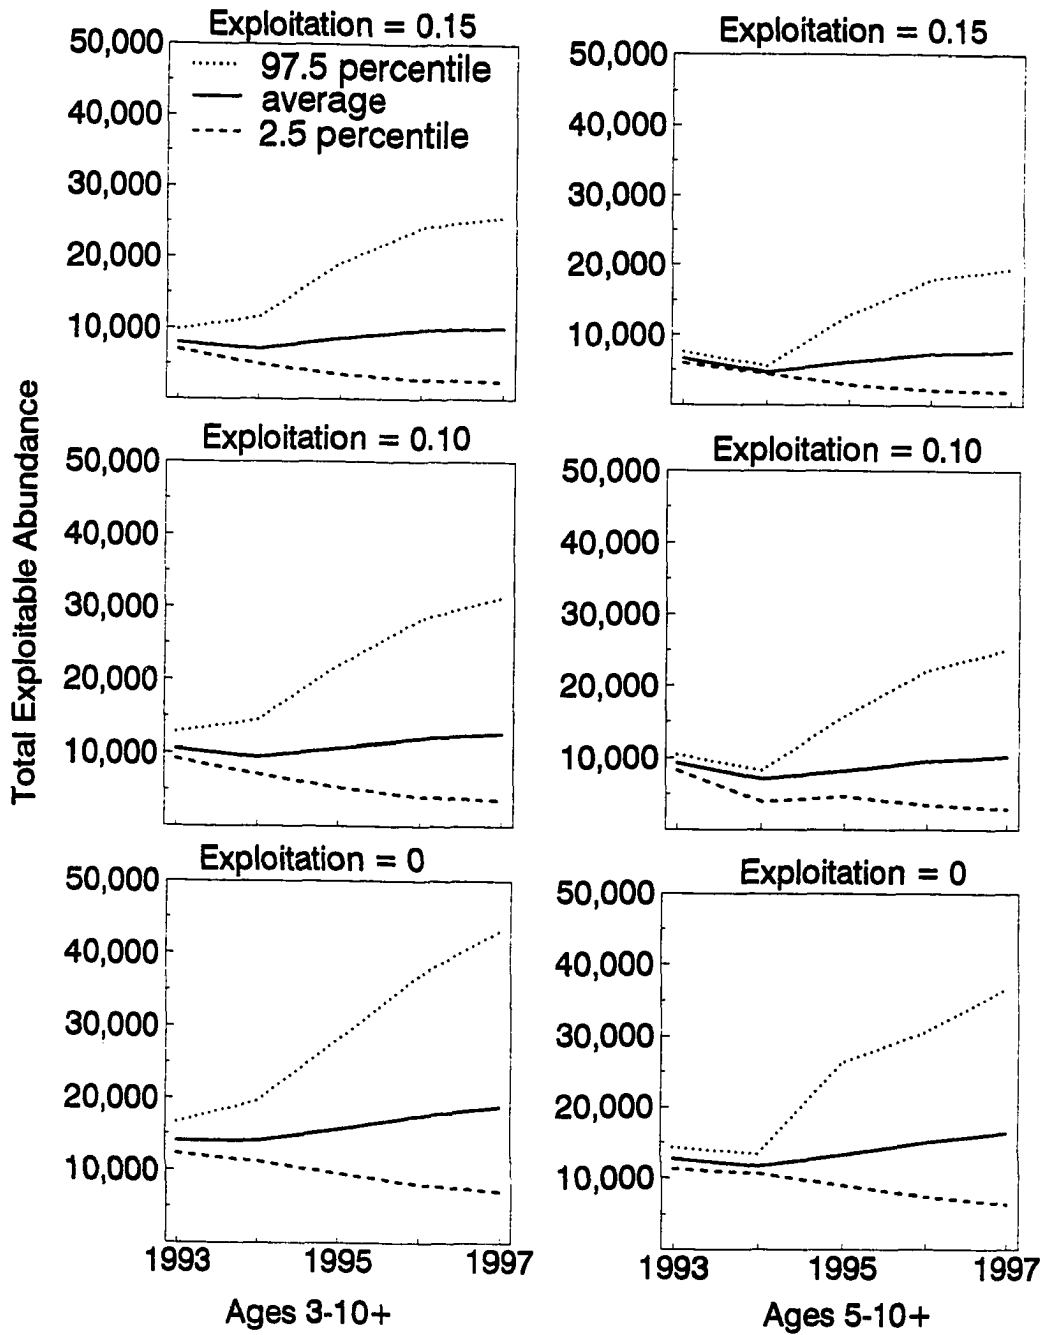 Total Exploitable Abundance
Exploitation = 0.15
50,000
40,000
30,000
20,000
10,000
97.5 percentile
average
2.5 percentile
Exploitation = 0.15
50,000
40,000
30,000
20,000
10,000
Exploitation = 0.10
50,000
40,000
30,000
20,000
10,000
Exploitation = 0.10
50,000
40,000
30,000
20,000
10,000
Exploitation = 0
50,000
40,000
30,000
20,000
10,000
1993 1995 1997
Ages 3-10+
Exploitation = 0
50,000
40,000
30,000
20,000
10,000
1993 1995 1997
Ages 5-10+